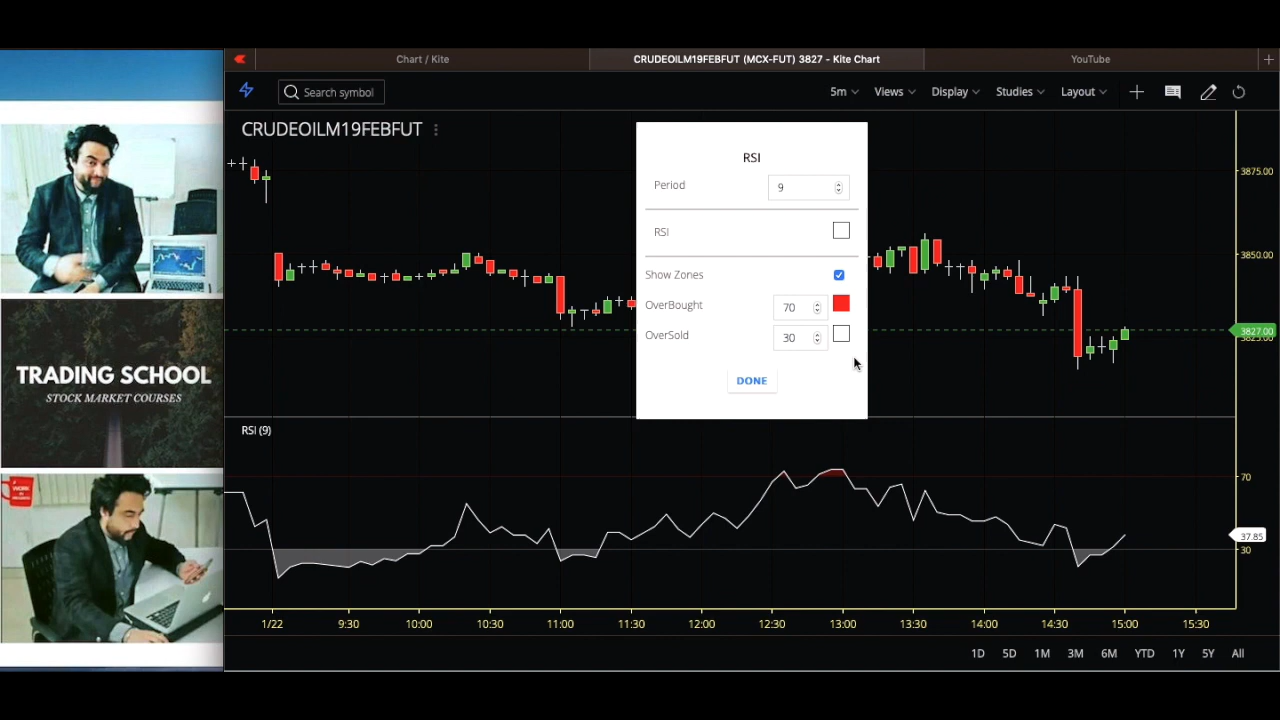 Chart / Kite
CRUDEOILM19FEBFUT (MCX-FUT) 3827 - Kite Chart
YouTube
Search symbol
5m
Views
Display
Studies
Layout
CRUDEOILM19FEBFUT
RSI
Period
9
RSI
Show Zones
OverBought
70
OverSold
30
DONE
3875.00
3850.00
3827.00
3825.00
TRADING SCHOOL
STOCK MARKET COURSES
WORK
RSI (9)
70
37.85
30
1/22
9:30
10:00
10:30
11:00
11:30
12:00
12:30
13:00
13:30
14:00
14:30
15:00
15:30
1D
5D
1M
3M
6M
YTD
1Y
5Y
All